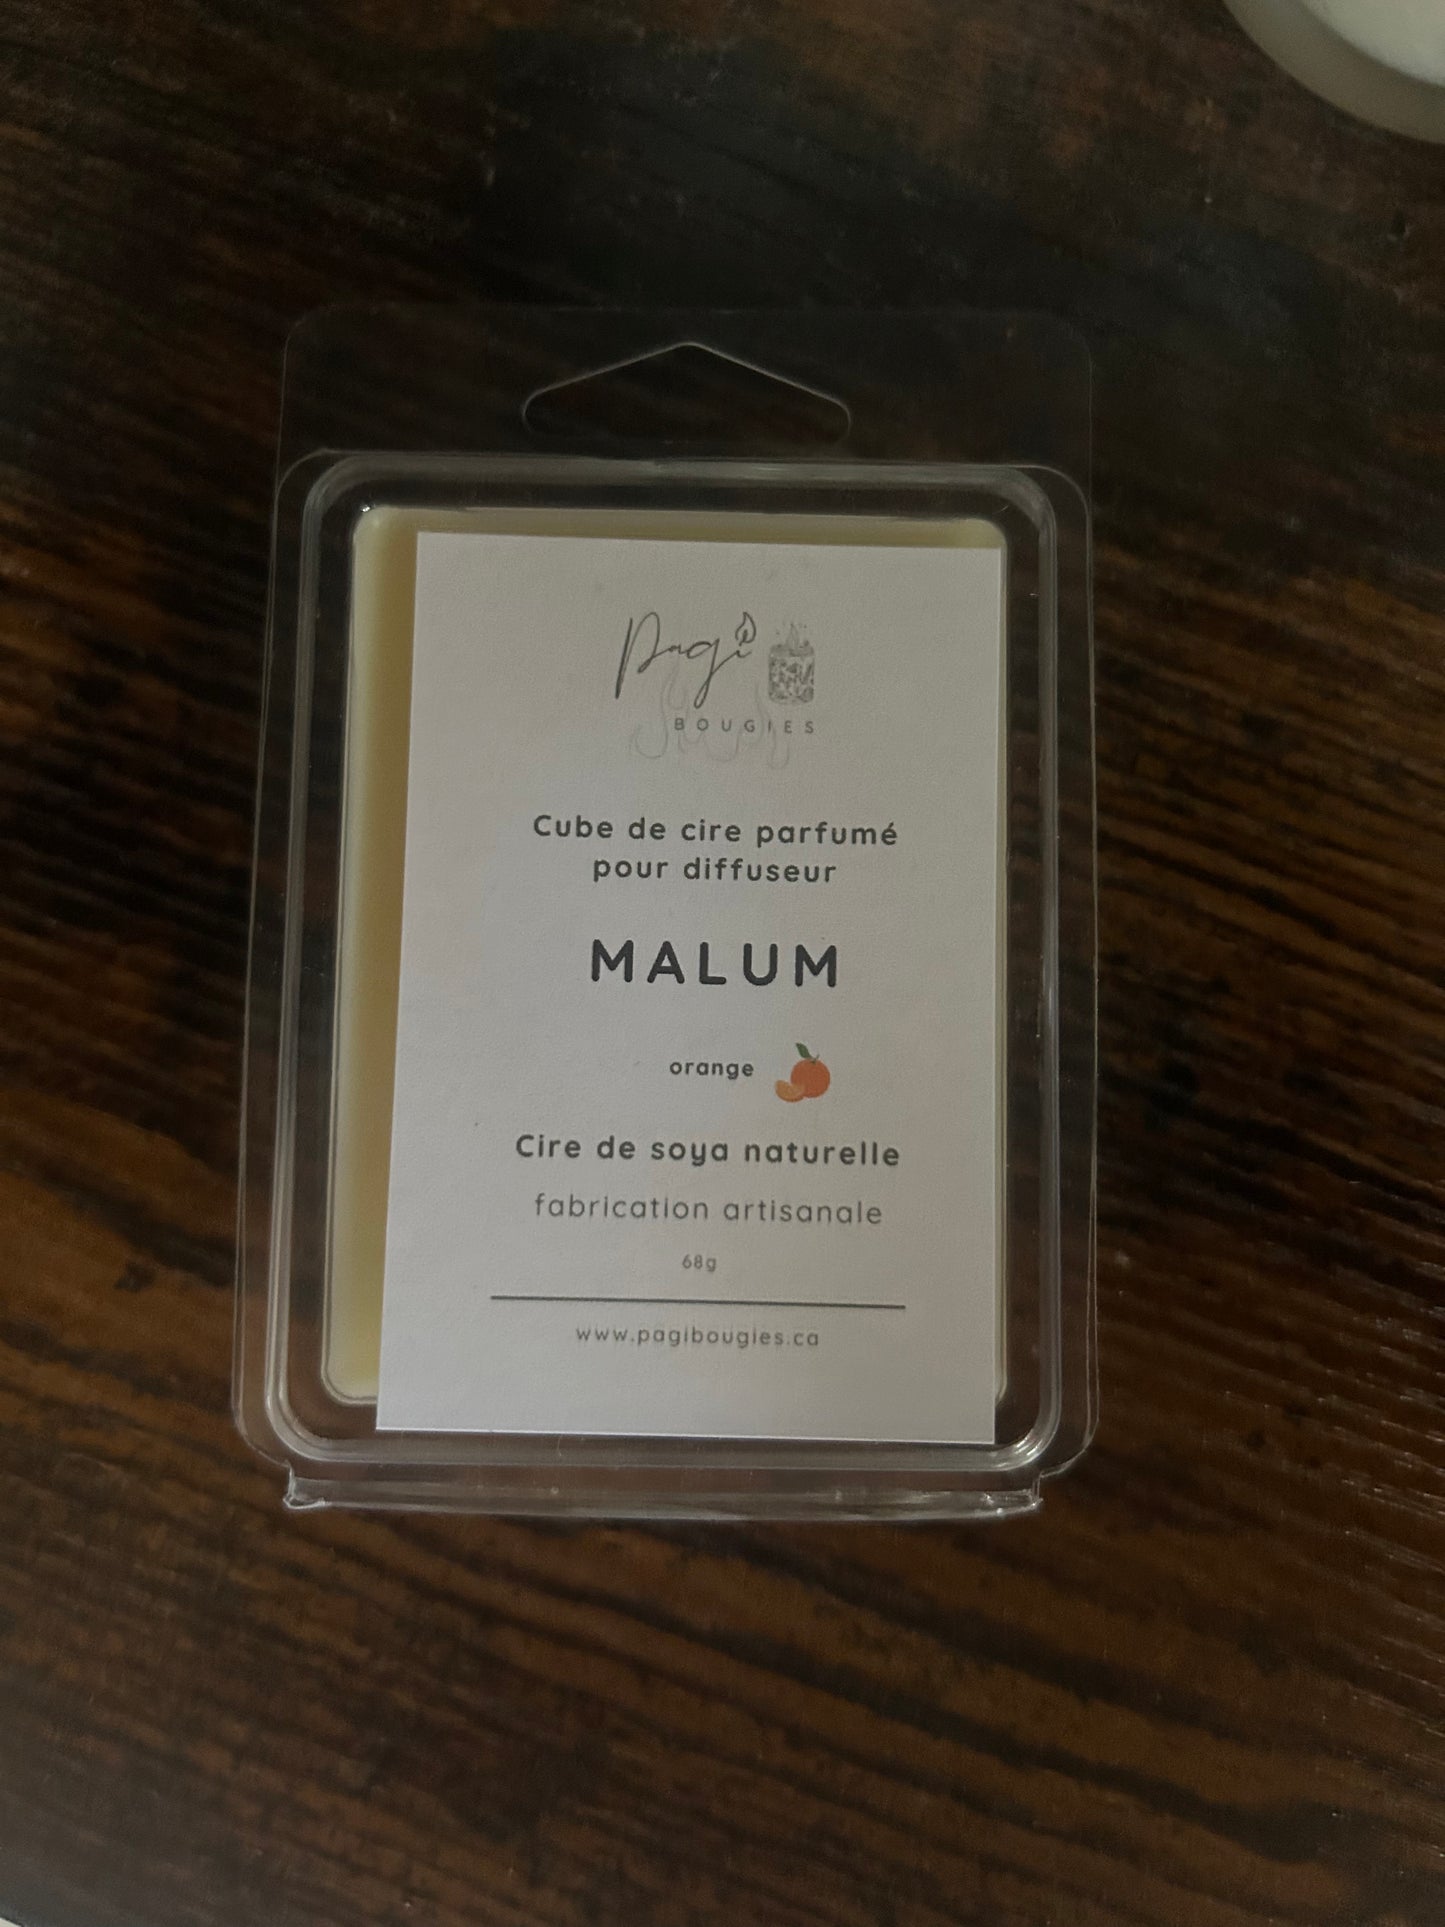 Pagi
BOUGIES
Cube de cire parfumé
pour diffuseur
MALUM
orange
Cire de soya naturelle
fabrication artisanale
68g
www.pagibougies.ca